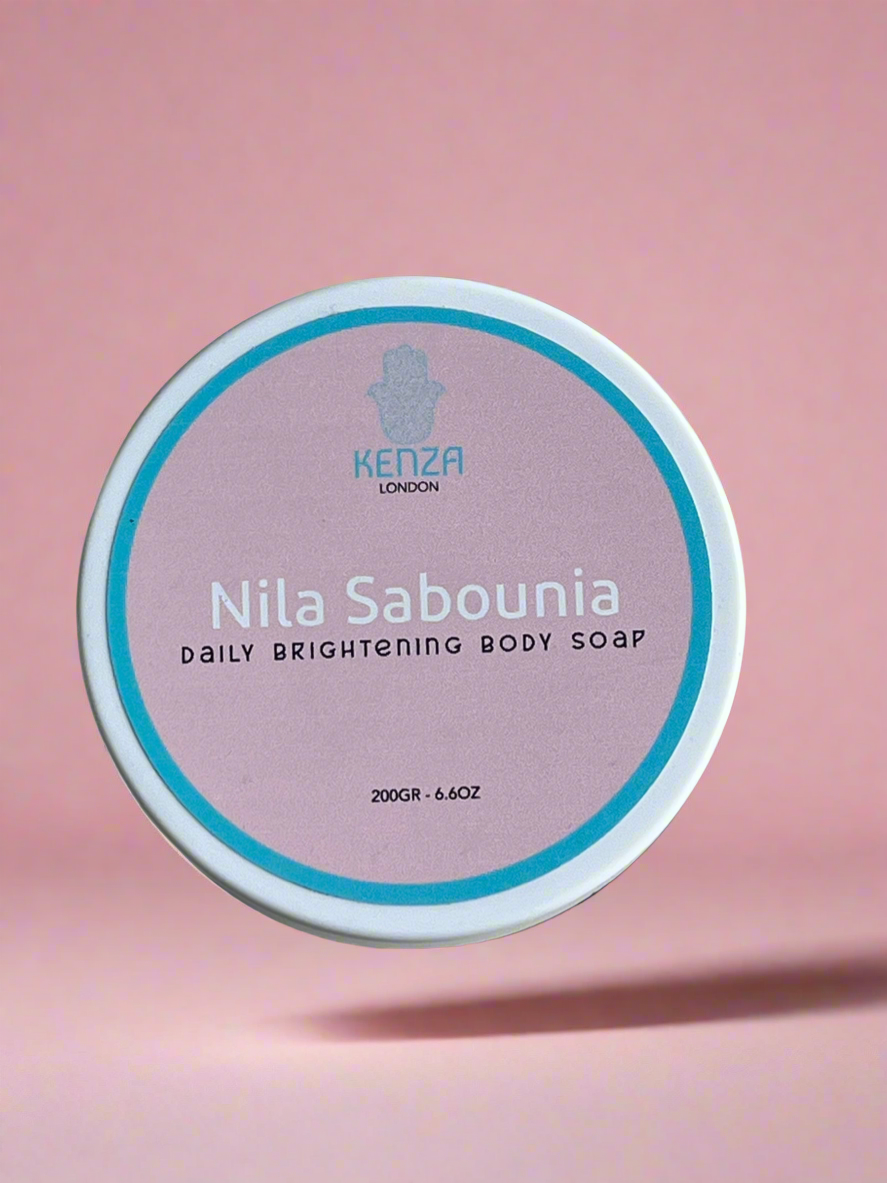 KENZA
LONDON
Nila Sabounia
DAILY BRIGHTENING BODY SOAP
200GR - 6.6OZ